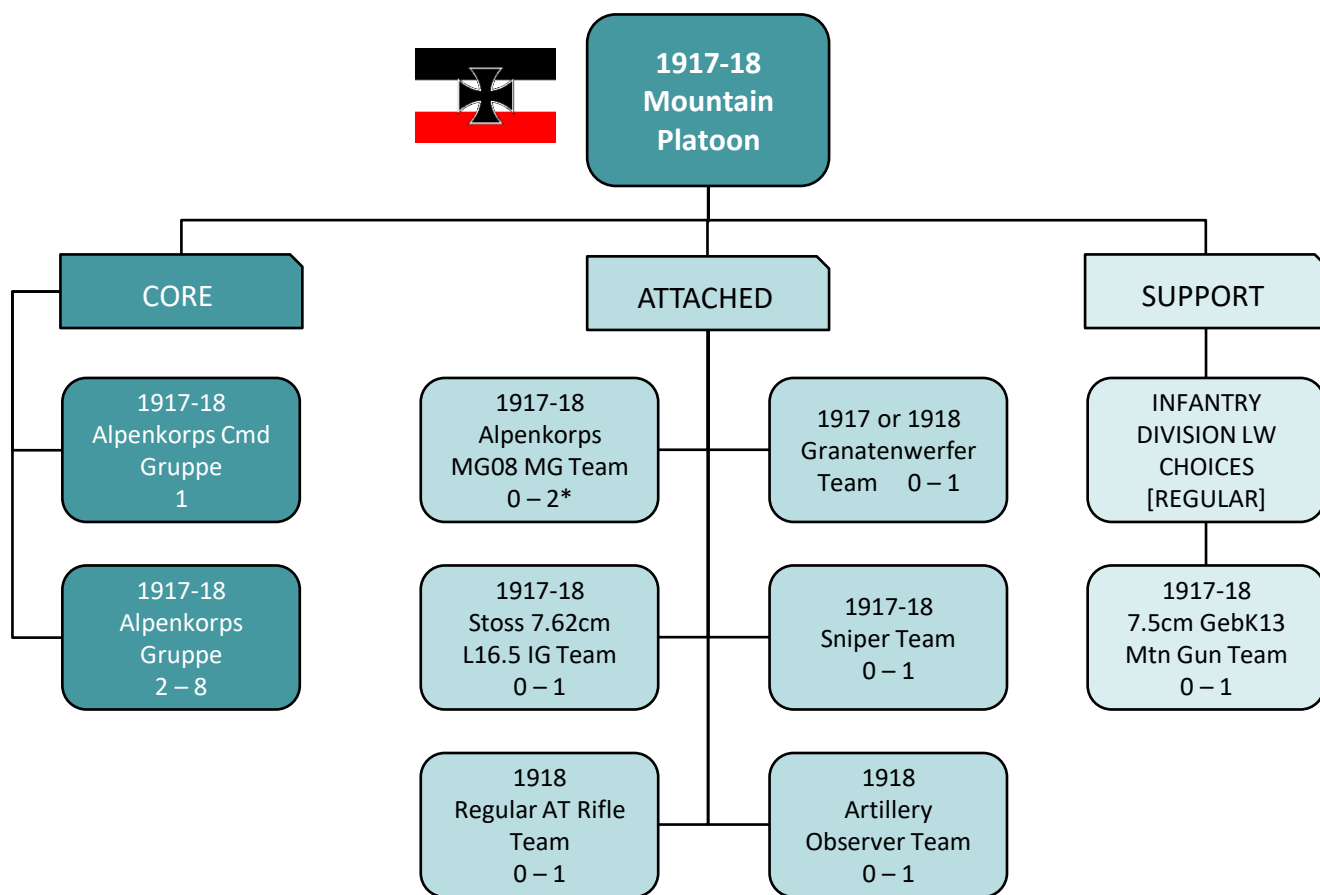 1917-18
Mountain
Platoon
CORE
ATTACHED
SUPPORT
1917-18
Alpenkorps Cmd
Gruppe
1
1917-18
Alpenkorps
Gruppe
2 – 8
1917-18
Alpenkorps
MG08 MG Team
0 – 2*
1917 or 1918
Granatenwerfer
Team 0 – 1
1917-18
Stoss 7.62cm
L16.5 IG Team
0 – 1
1917-18
Sniper Team
0 – 1
1918
Regular AT Rifle
Team
0 – 1
1918
Artillery
Observer Team
0 – 1
INFANTRY
DIVISION LW
CHOICES
[REGULAR]
1917-18
7.5cm GebK13
Mtn Gun Team
0 – 1